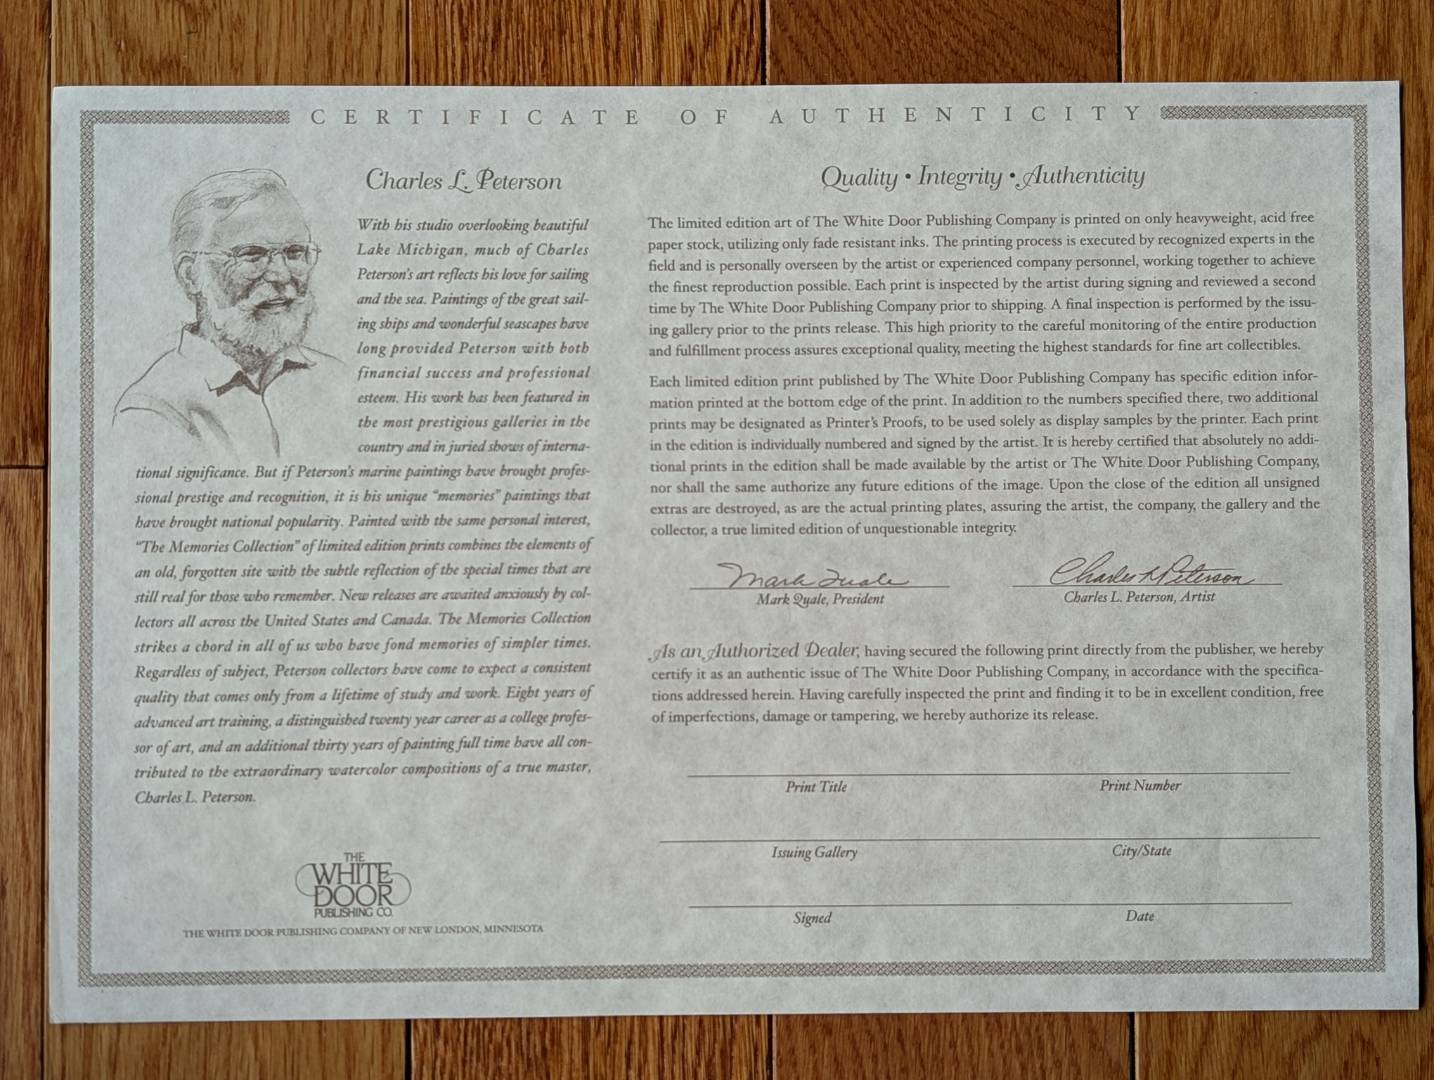 CERTIFICATE OF AUTHENTICITY
Charles L. Peterson
With his studio overlooking beautiful
Lake Michigan, much of Charles
Peterson's art reflects his love for sailing
and the sea. Paintings of the great sail-
ing ships and wonderful seascapes have
long provided Peterson with both
financial success and professional
esteem. His work has been featured in
the most prestigious galleries in the
country and in juried shows of interna-
tional significance. But if Peterson's marine paintings have brought profes-
sional prestige and recognition, it is his unique "memories" paintings that
have brought national popularity. Painted with the same personal interest,
"The Memories Collection" of limited edition prints combines the elements of
an old, forgotten site with the subtle reflection of the special times that are
still real for those who remember. New releases are awaited anxiously by col-
lectors all across the United States and Canada. The Memories Collection
strikes a chord in all of us who have fond memories of simpler times.
Regardless of subject, Peterson collectors have come to expect a consistent
quality that comes only from a lifetime of study and work. Eight years of
advanced art training, a distinguished twenty year career as a college profes-
sor of art, and an additional thirty years of painting full time have all con-
tributed to the extraordinary watercolor compositions of a true master,
Charles L. Peterson.
THE
WHITE
DOOR
PUBLISHING CO.
THE WHITE DOOR PUBLISHING COMPANY OF NEW LONDON, MINNESOTA
Quality • Integrity • Authenticity
The limited edition art of The White Door Publishing Company is printed on only heavyweight, acid free
paper stock, utilizing only fade resistant inks. The printing process is executed by recognized experts in the
field and is personally overseen by the artist or experienced company personnel, working together to achieve
the finest reproduction possible. Each print is inspected by the artist during signing and reviewed a second
time by The White Door Publishing Company prior to shipping. A final inspection is performed by the issu-
ing gallery prior to the prints release. This high priority to the careful monitoring of the entire production
and fulfillment process assures exceptional quality, meeting the highest standards for fine art collectibles.
Each limited edition print published by The White Door Publishing Company has specific edition infor-
mation printed at the bottom edge of the print. In addition to the numbers specified there, two additional
prints may be designated as Printer's Proofs, to be used solely as display samples by the printer. Each print
in the edition is individually numbered and signed by the artist. It is hereby certified that absolutely no addi-
tional prints in the edition shall be made available by the artist or The White Door Publishing Company,
nor shall the same authorize any future editions of the image. Upon the close of the edition all unsigned
extras are destroyed, as are the actual printing plates, assuring the artist, the company, the gallery and the
collector, a true limited edition of unquestionable integrity.
Mark Quale Charles L Peterson
Mark Quale, President Charles L. Peterson, Artist
As an Authorized Dealer, having secured the following print directly from the publisher, we hereby
certify it as an authentic issue of The White Door Publishing Company, in accordance with the specifica-
tions addressed herein. Having carefully inspected the print and finding it to be in excellent condition, free
of imperfections, damage or tampering, we hereby authorize its release.
Print Title Print Number
Issuing Gallery City/State
Signed Date